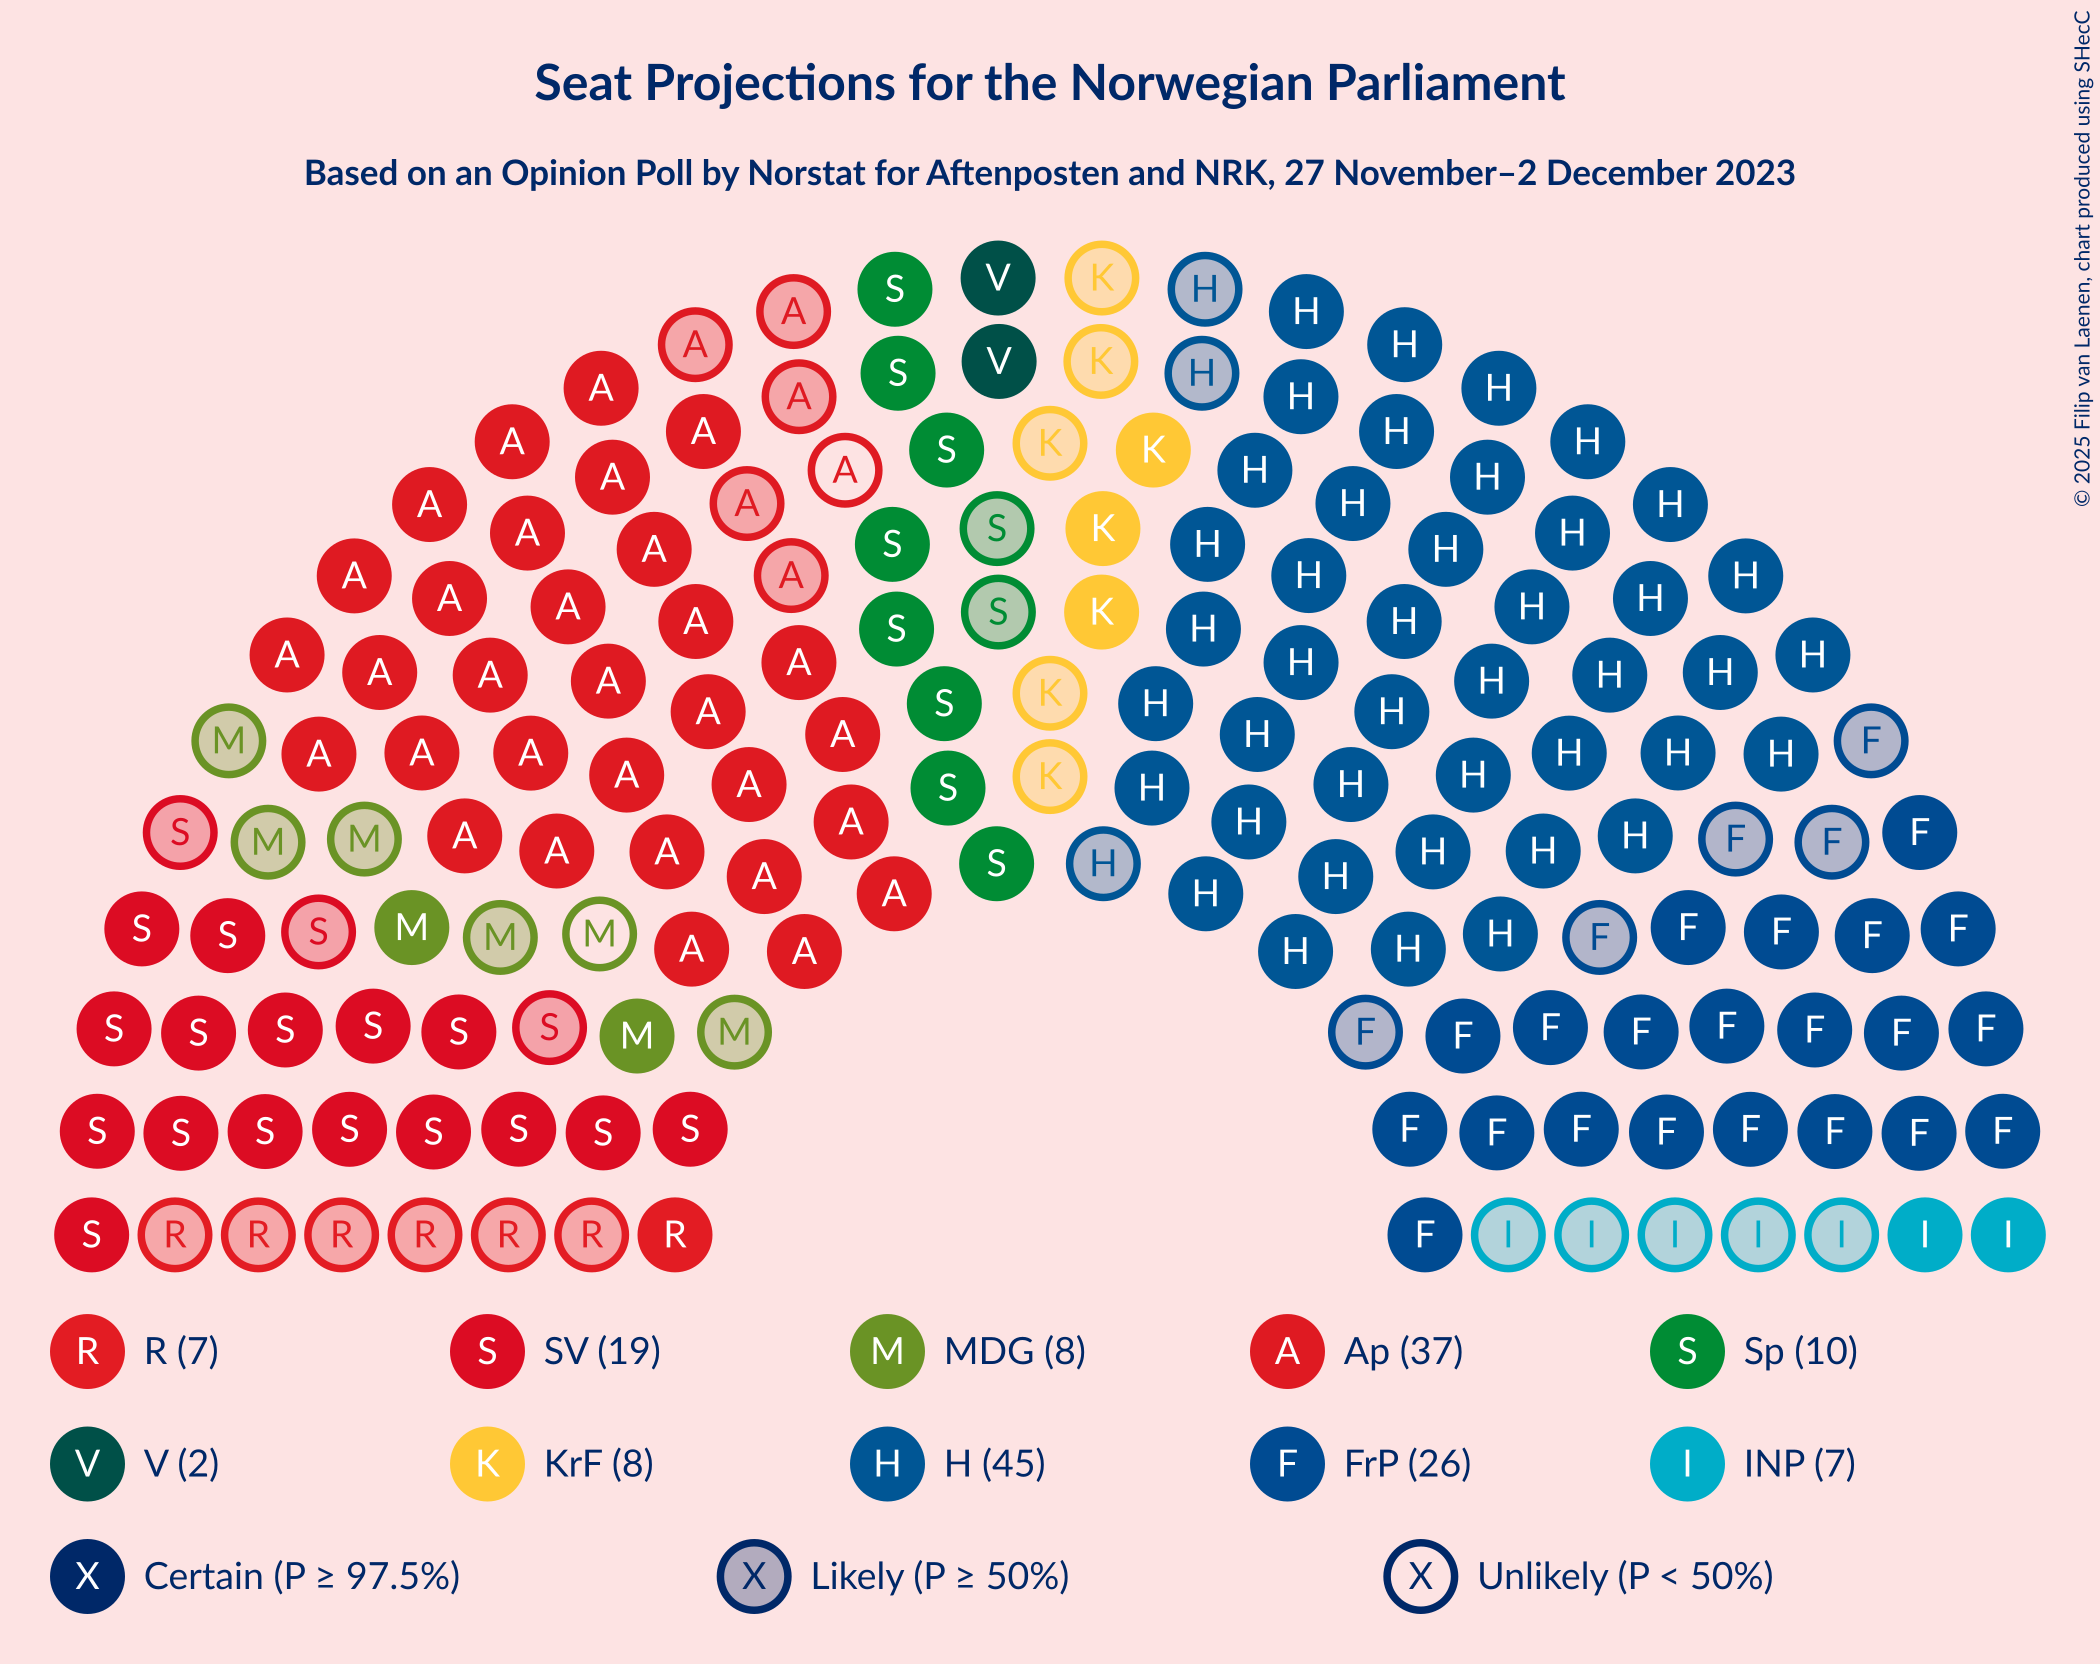 Seat Projections for the Norwegian Parliament
Based on an Opinion Poll by Norstat for Aftenposten and NRK, 27 November–2 December 2023
© 2025 Filip van Laenen, chart produced using SHecC
S V K H
A H
A S V K H H
A A H H
A A S K K H H
A A A S S K H H H H
A A A A S S K H H H H H
A A A A A S K H H H H H
M A A A A A S K H H H H H F
S M M A A A A A S H H H H H H H F F F
S S S M M M A A A H H H H F F F F F
S S S S S S M M F F F F F F F F
S S S S S S S S F F F F F F F F
S R R R R R R R F I I I I I I I
R R (7) S SV (19) M MDG (8) A Ap (37) S Sp (10)
V V (2) K KrF (8) H H (45) F FrP (26) I INP (7)
X Certain (P ≥ 97.5%) X Likely (P ≥ 50%) X Unlikely (P < 50%)